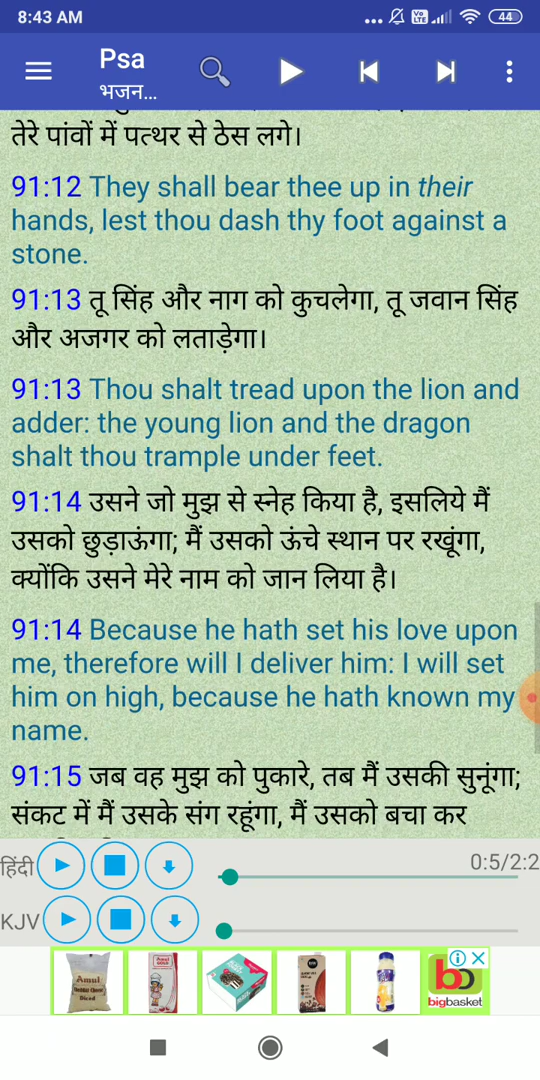 8:43 AM
... Vo LTE 44
Psa
भजन...
तेरे पांवों में पत्थर से ठेस लगे।
91:12 They shall bear thee up in their
hands, lest thou dash thy foot against a
stone.
91:13 तू सिंह और नाग को कुचलेगा, तू जवान सिंह
और अजगर को लताड़ेगा।
91:13 Thou shalt tread upon the lion and
adder: the young lion and the dragon
shalt thou trample under feet.
91:14 उसने जो मुझ से स्नेह किया है, इसलिये मैं
उसको छुड़ाऊंगा; मैं उसको ऊंचे स्थान पर रखूंगा,
क्योंकि उसने मेरे नाम को जान लिया है।
91:14 Because he hath set his love upon
me, therefore will I deliver him: I will set
him on high, because he hath known my
name.
91:15 जब वह मुझ को पुकारे, तब मैं उसकी सुनूंगा;
संकट में मैं उसके संग रहूंगा, मैं उसको बचा कर
हिंदी 0:5/2:2
KJV
Amul
Diced
bb
bigbasket